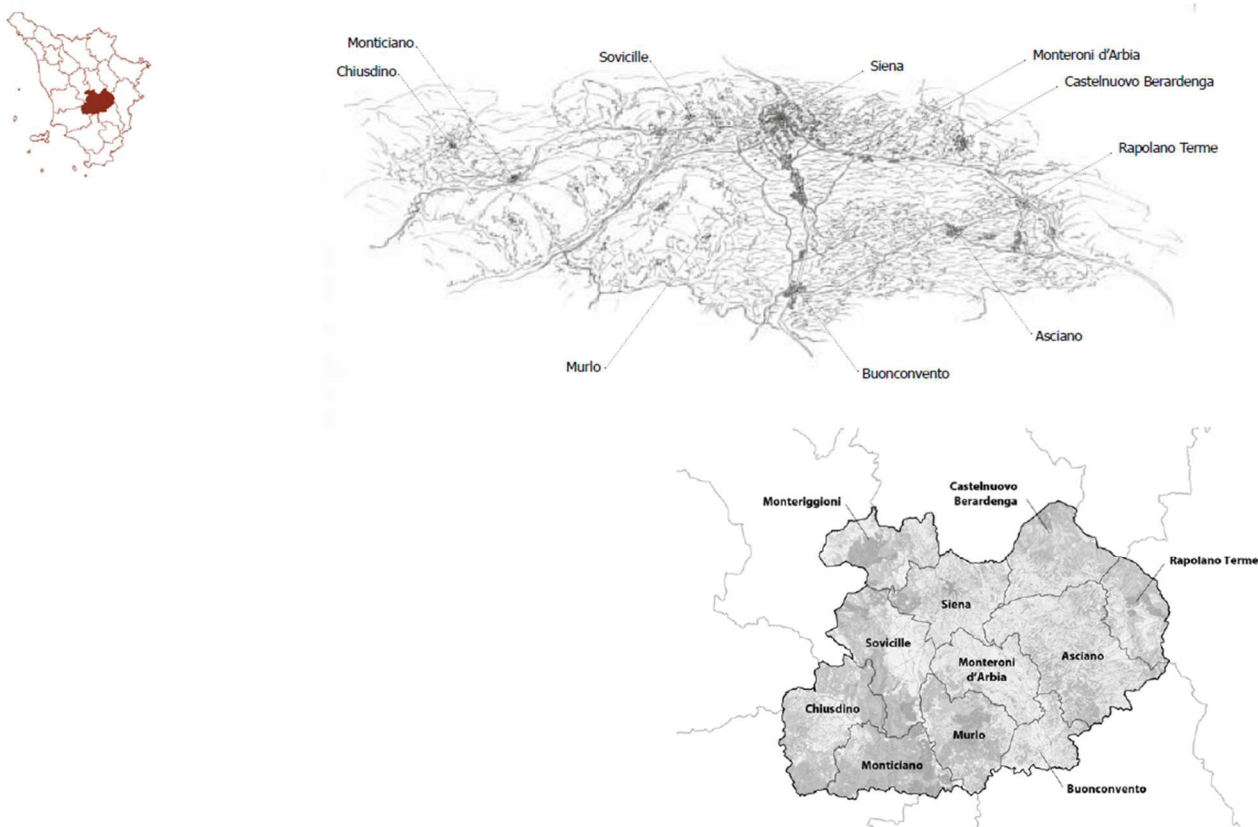 Monticiano
Chiusdino
Sovicille
Siena
Monteroni d'Arbia
Castelnuovo Berardenga
Rapolano Terme
Asciano
Murlo
Buonconvento
Castelnuovo
Berardenga
Monteriggioni
Rapolano Terme
Siena
Sovicille
Asciano
Monteroni
d'Arbia
Chiusdino
Murlo
Monticiano
Buonconvento